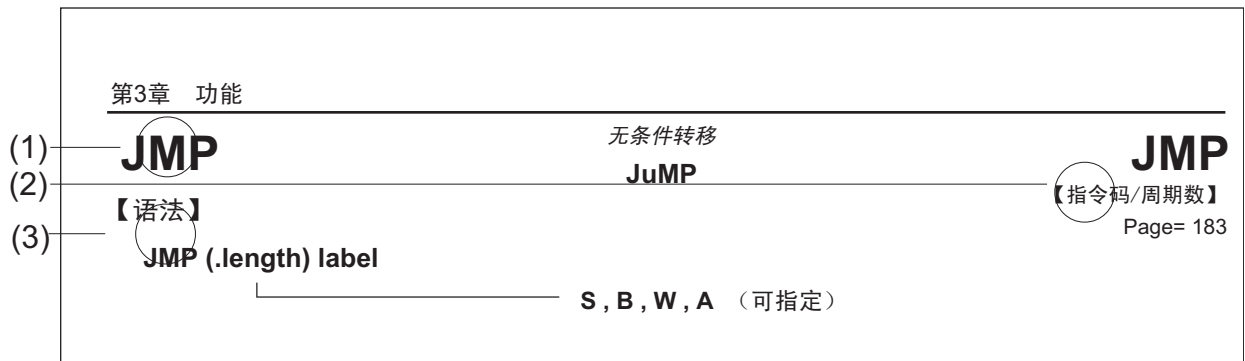 第3章 功能
无条件转移
(1) JMP JuMP JMP
(2) 【指令码/周期数】
【语法】
(3) Page= 183
JMP (.length) label
S , B , W , A （可指定）